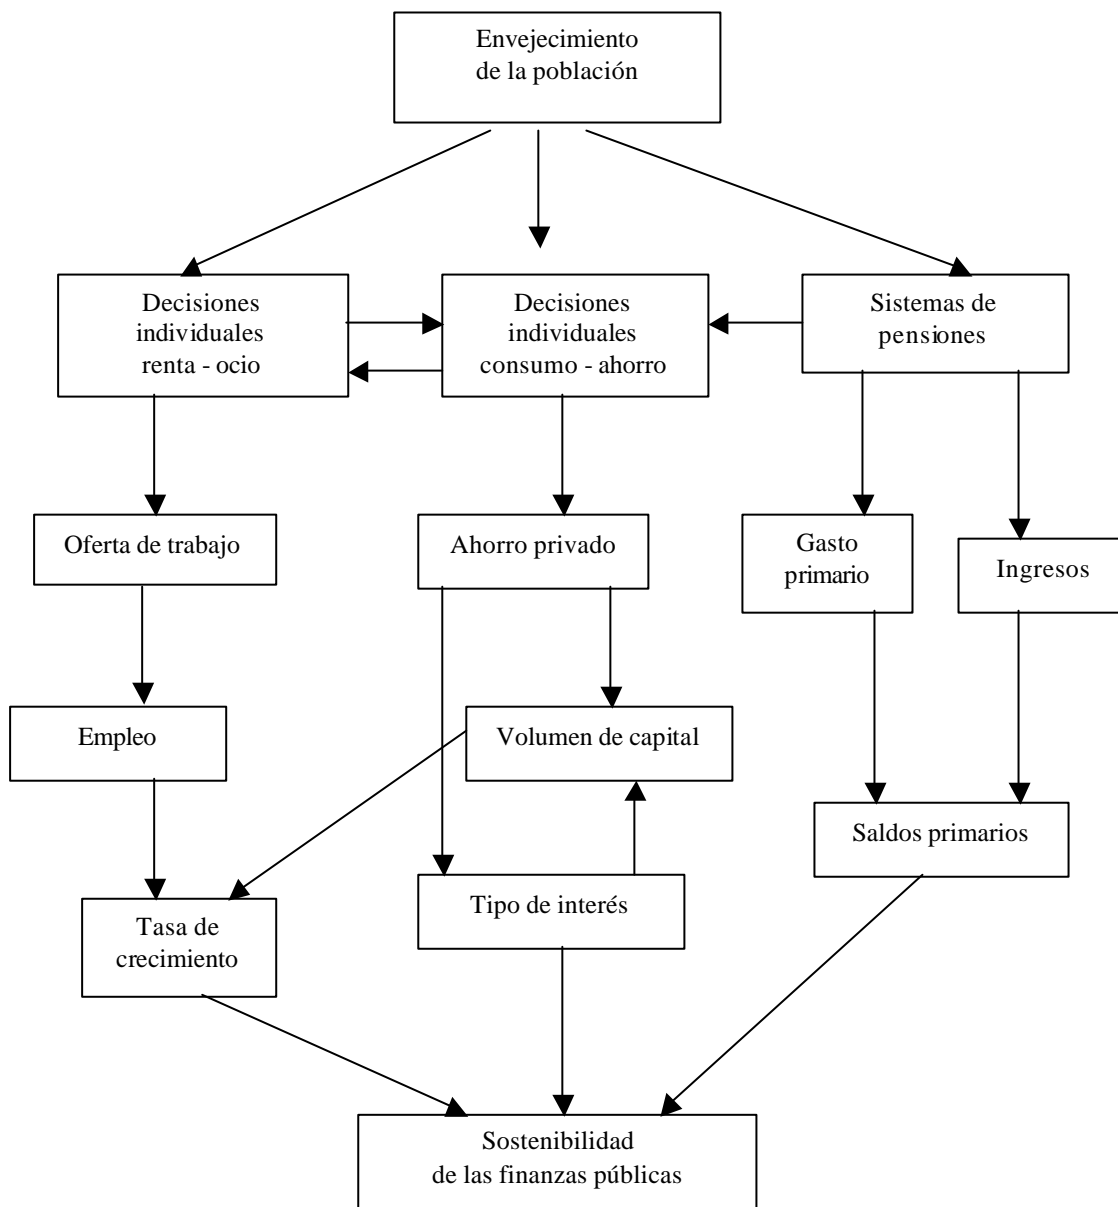 Envejecimiento
de la población
Decisiones
individuales
renta - ocio
Decisiones
individuales
consumo - ahorro
Sistemas de
pensiones
Oferta de trabajo
Ahorro privado
Gasto
primario
Ingresos
Empleo
Volumen de capital
Saldos primarios
Tasa de
crecimiento
Tipo de interés
Sostenibilidad
de las finanzas públicas